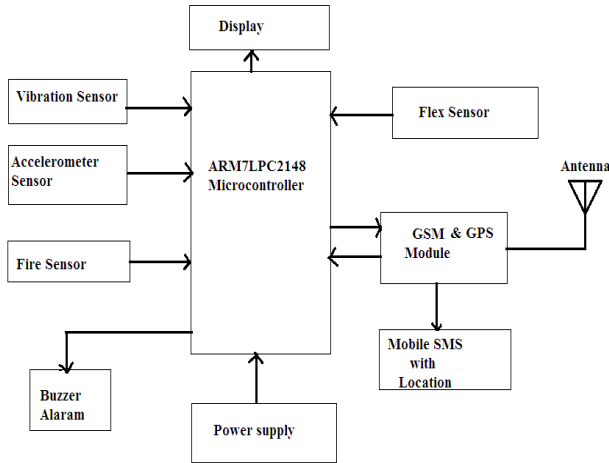 Display
Vibration Sensor
Flex Sensor
Accelerometer
Sensor
ARM7LPC2148
Microcontroller
Antenna
GSM & GPS
Module
Fire Sensor
Mobile SMS
with
Location
Buzzer
Alaram
Power supply